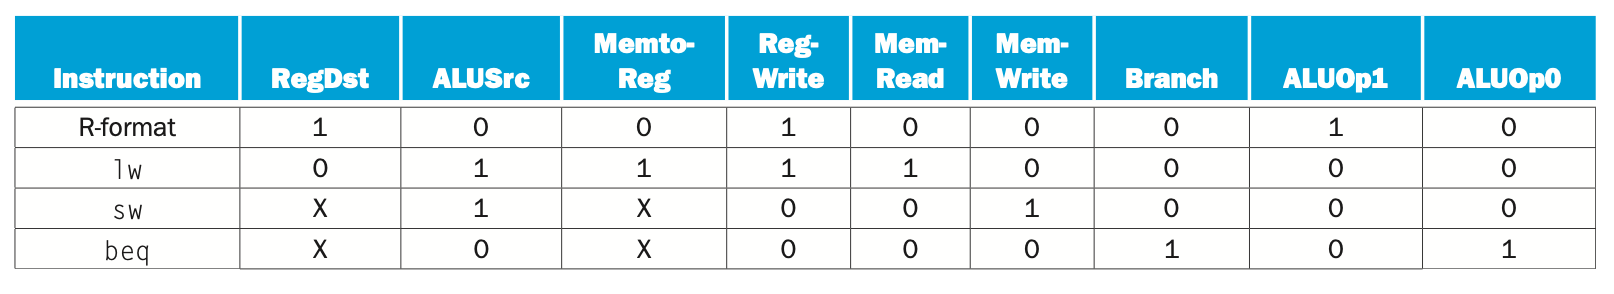 Instruction RegDst ALUSrc Memto- Reg Reg- Write Mem- Read Mem- Write Branch ALUOp1 ALUOp0
R-format 1 0 0 1 0 0 0 1 0
lw 0 1 1 1 1 0 0 0 0
sw X 1 X 0 0 1 0 0 0
beq X 0 X 0 0 0 1 0 1